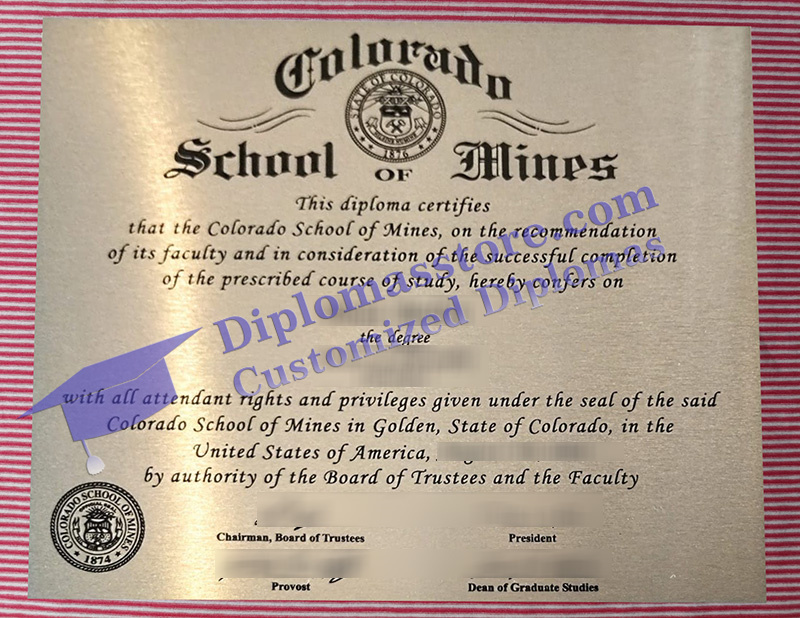 Colorado
STATE OF COLORADO
1876
School OF Mines
This diploma certifies
that the Colorado School of Mines, on the recommendation
of its faculty and in consideration of the successful completion
of the prescribed course of study, hereby confers on
Diplomasstore.com
Customized Diplomas
the degree
with all attendant rights and privileges given under the seal of the said
Colorado School of Mines in Golden, State of Colorado, in the
United States of America,
by authority of the Board of Trustees and the Faculty
COLORADO SCHOOL OF MINES
1874
Chairman, Board of Trustees
President
Provost
Dean of Graduate Studies